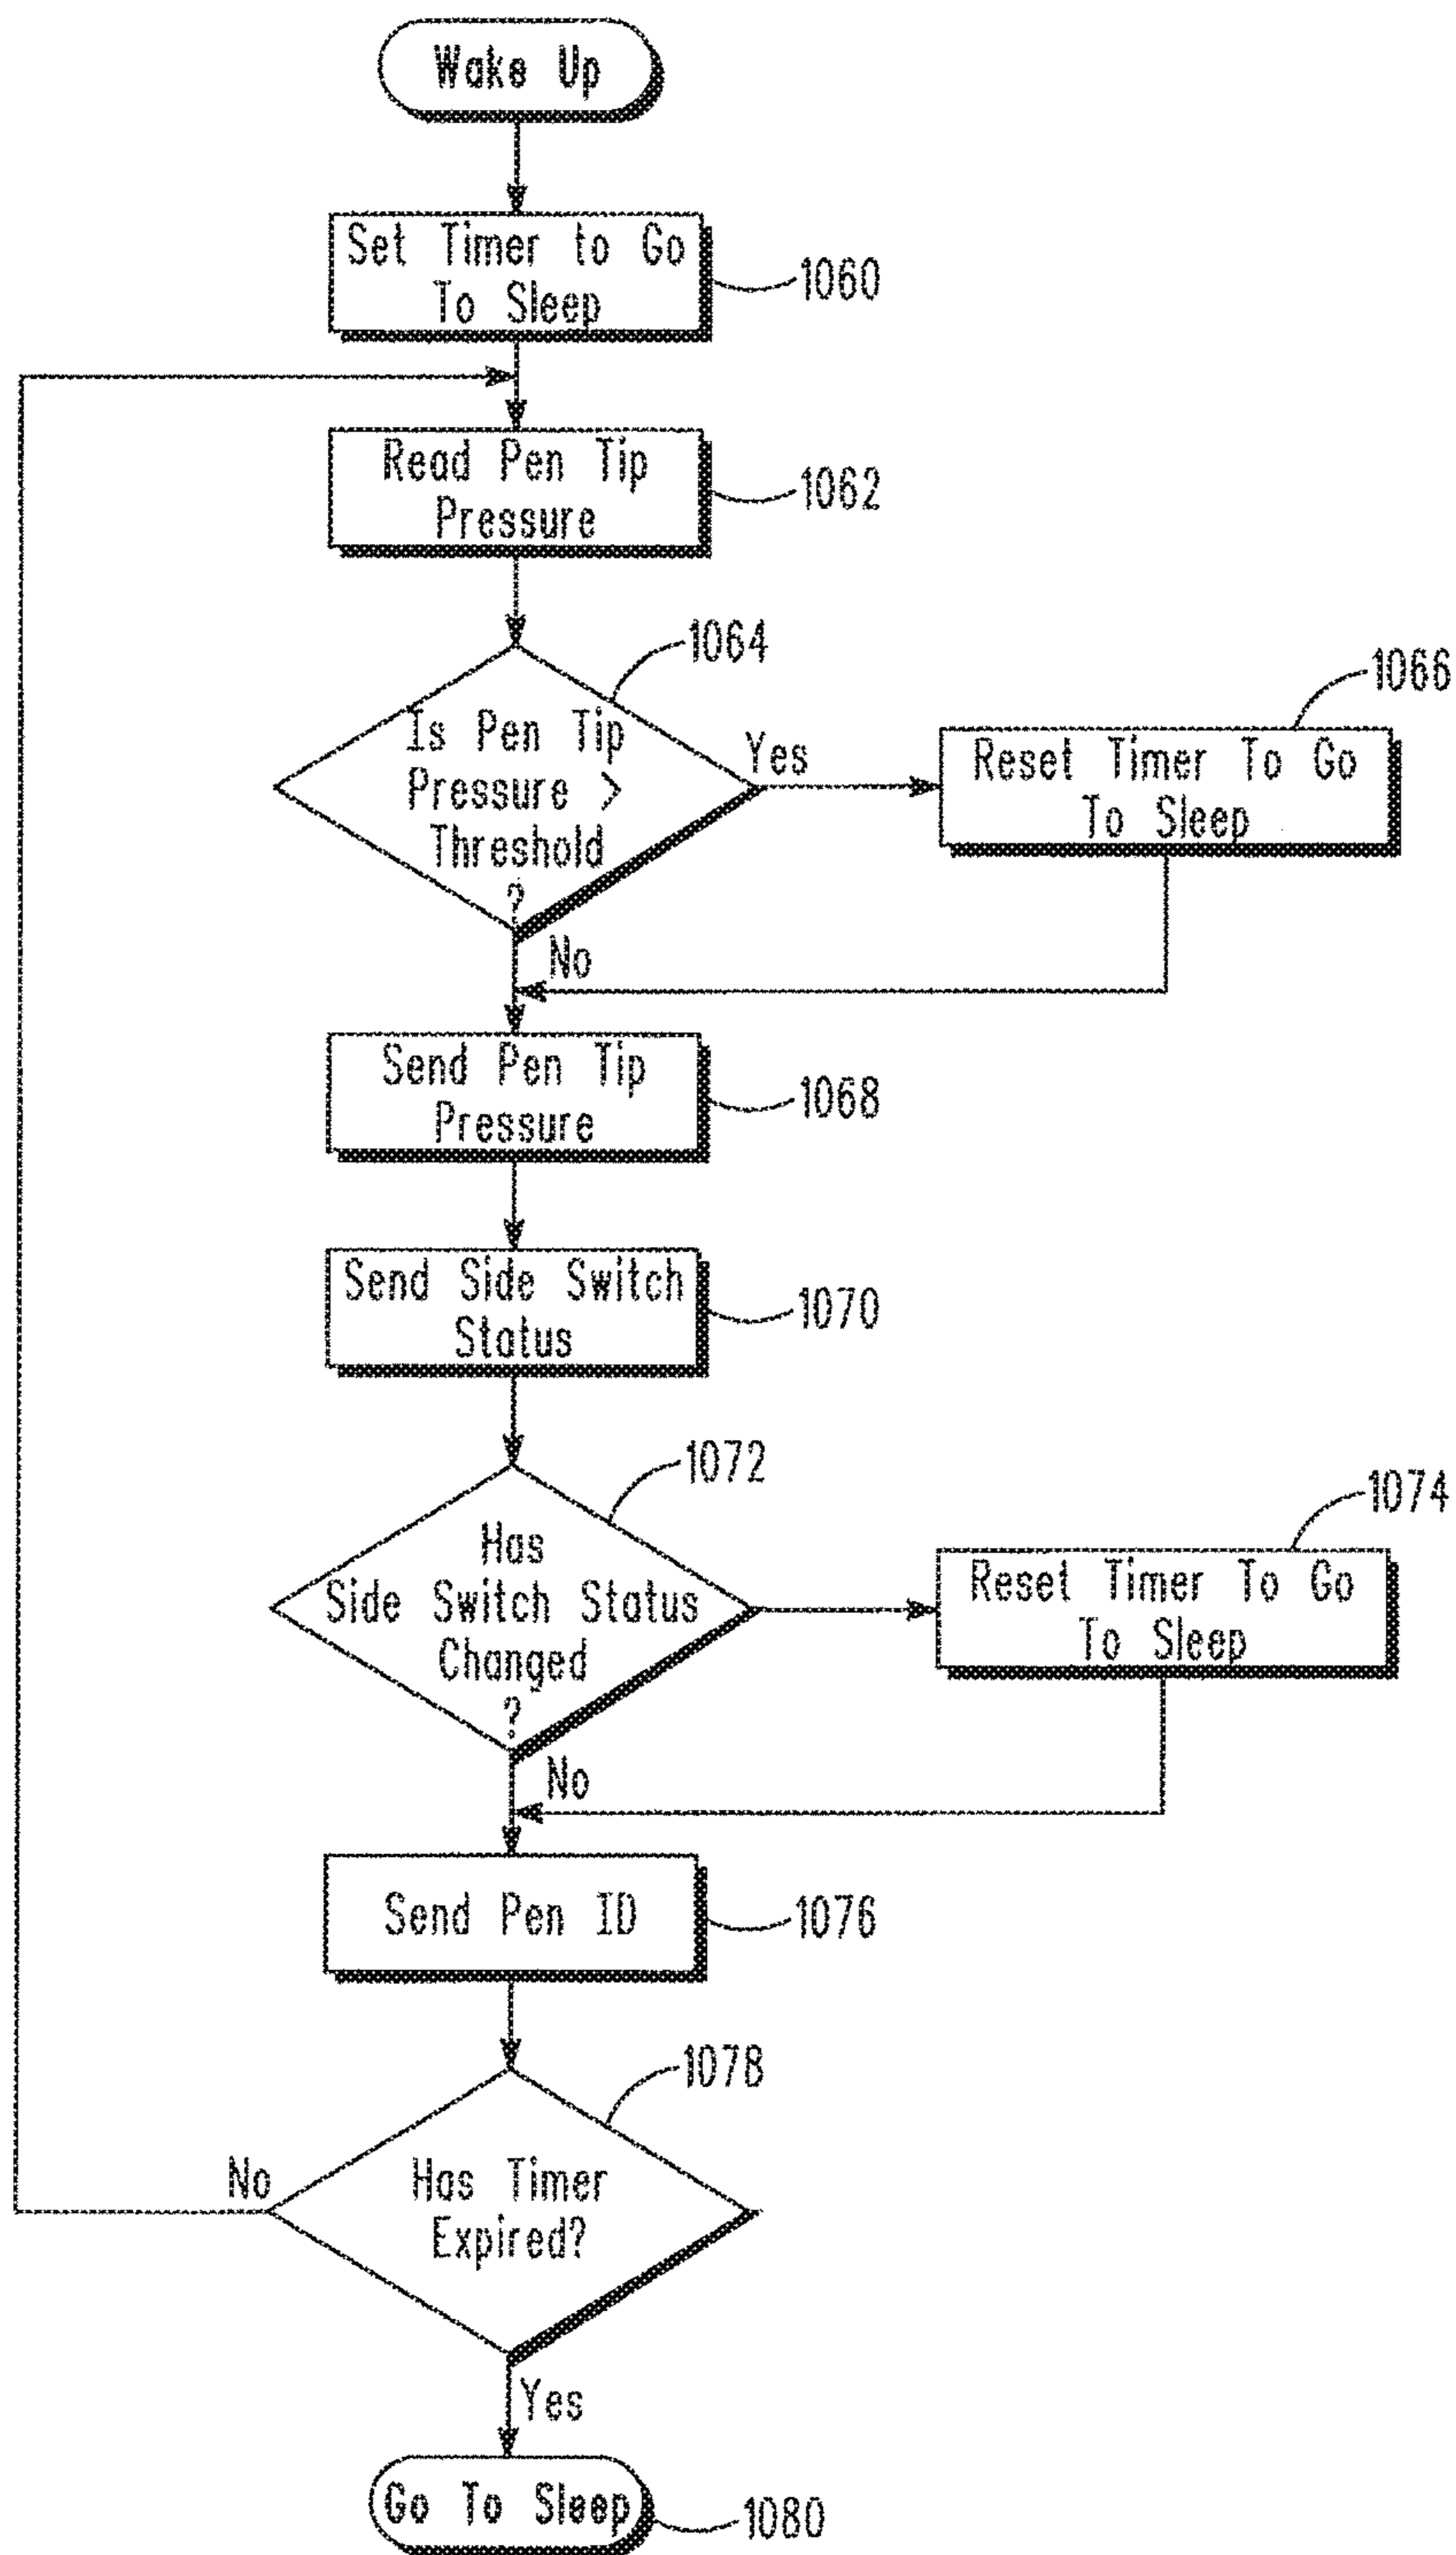 Wake Up
Set Timer to Go
To Sleep
1060
Read Pen Tip
Pressure
1062
1064
Is Pen Tip
Pressure >
Threshold
?
Yes
No
1066
Reset Timer To Go
To Sleep
Send Pen Tip
Pressure
1068
Send Side Switch
Status
1070
1072
Has
Side Switch Status
Changed
?
No
1074
Reset Timer To Go
To Sleep
Send Pen ID
1076
1078
Has Timer
Expired?
No
Yes
Go To Sleep
1080